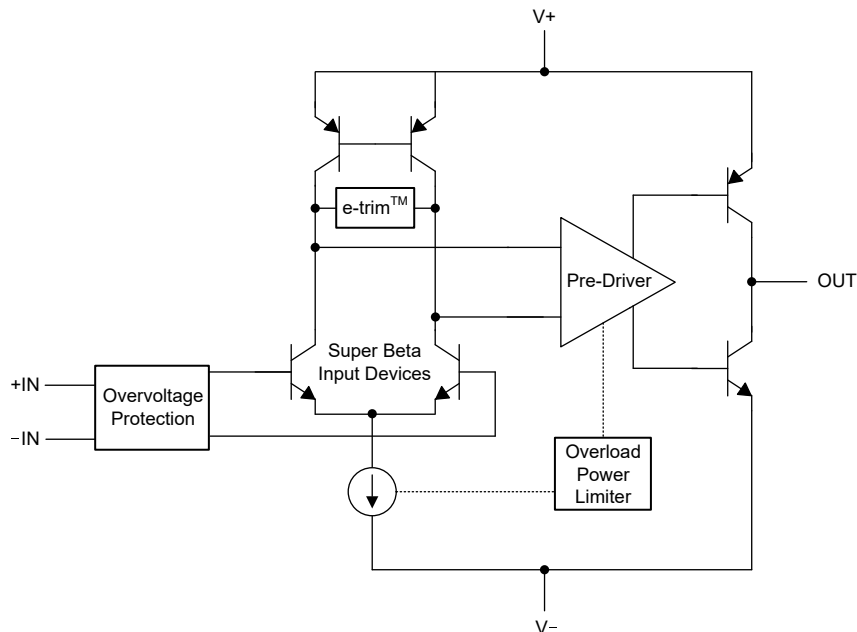 V+
e-trim™
Pre-Driver
OUT
Super Beta
Input Devices
+IN
Overvoltage
Protection
−IN
Overload
Power
Limiter
V−